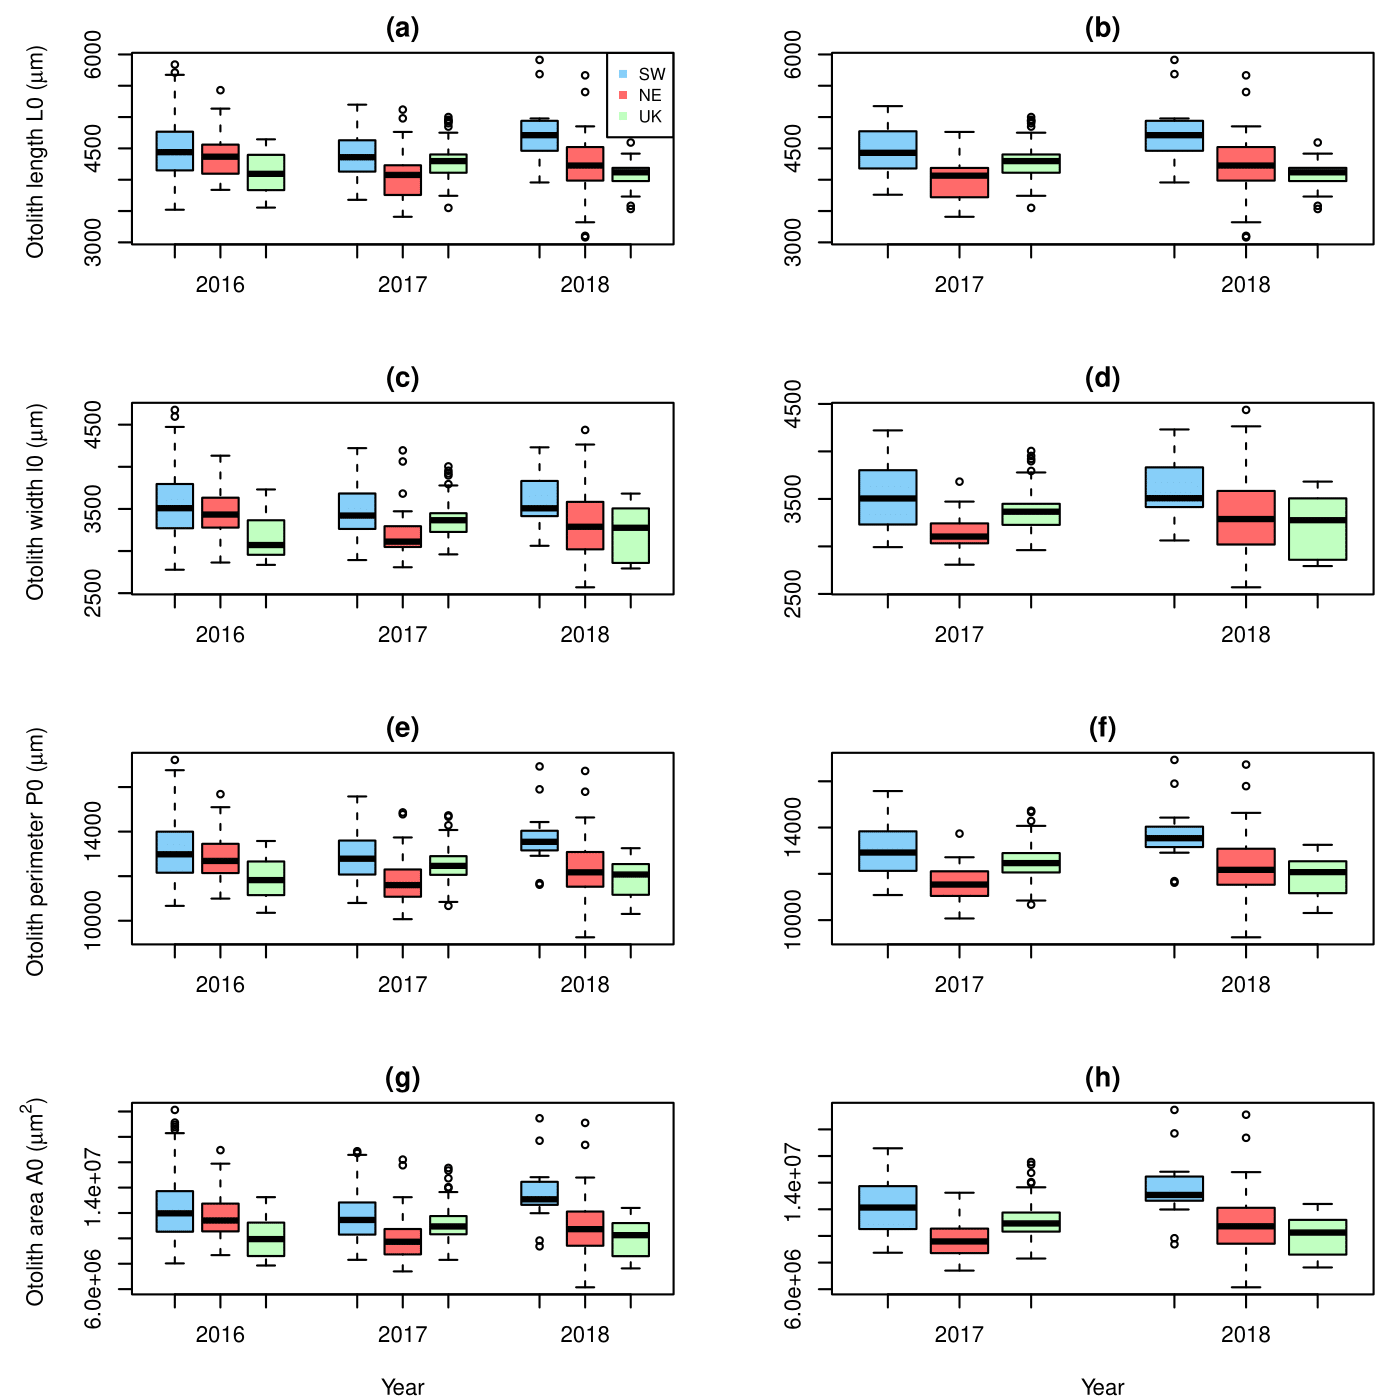 (a)
Otolith length L0 (μm)
3000 4500 6000
SW
NE
UK
2016 2017 2018
(b)
3000 4500 6000
2017 2018
(c)
Otolith width l0 (μm)
2500 3500 4500
2016 2017 2018
(d)
2500 3500 4500
2017 2018
(e)
Otolith perimeter P0 (μm)
10000 14000
2016 2017 2018
(f)
10000 14000
2017 2018
(g)
Otolith area A0 (μm²)
6.0e+06 1.4e+07
2016 2017 2018
Year
(h)
6.0e+06 1.4e+07
2017 2018
Year